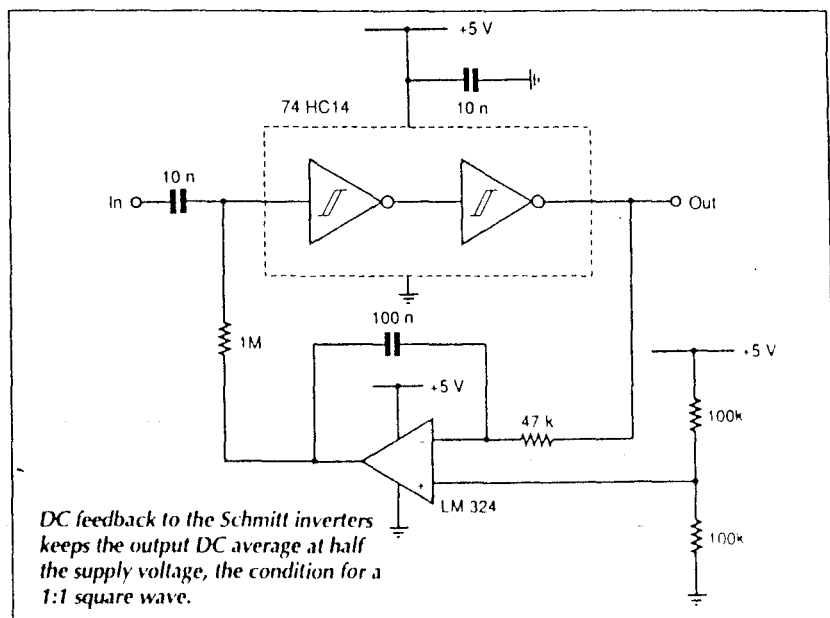 +5 V
74 HC14
10 n
10 n
In
Out
100 n
1M
+5 V
+5 V
47 k
100k
-
+
LM 324
100k
DC feedback to the Schmitt inverters
keeps the output DC average at half
the supply voltage, the condition for a
1:1 square wave.